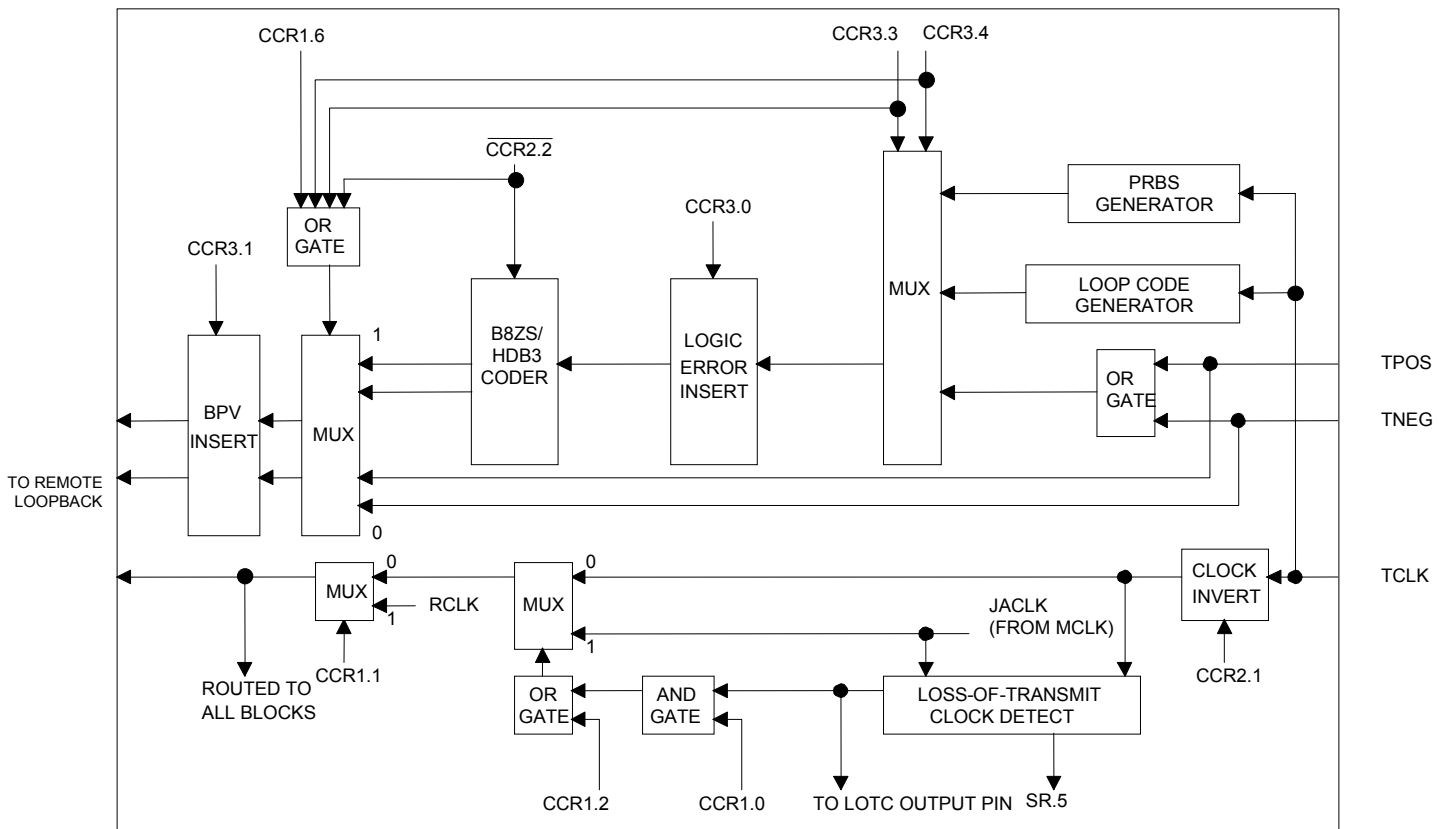 CCR1.6
CCR3.3
CCR3.4
CCR2.2
PRBS
GENERATOR
OR
GATE
CCR3.0
CCR3.1
MUX
LOOP CODE
GENERATOR
1
B8ZS/
HDB3
CODER
LOGIC
ERROR
INSERT
OR
GATE
TPOS
BPV
INSERT
MUX
TNEG
TO REMOTE
LOOPBACK
0
0
MUX
1
RCLK
0
MUX
1
JACLK
(FROM MCLK)
CLOCK
INVERT
TCLK
CCR1.1
CCR2.1
ROUTED TO
ALL BLOCKS
OR
GATE
AND
GATE
LOSS-OF-TRANSMIT
CLOCK DETECT
CCR1.2
CCR1.0
TO LOTC OUTPUT PIN
SR.5